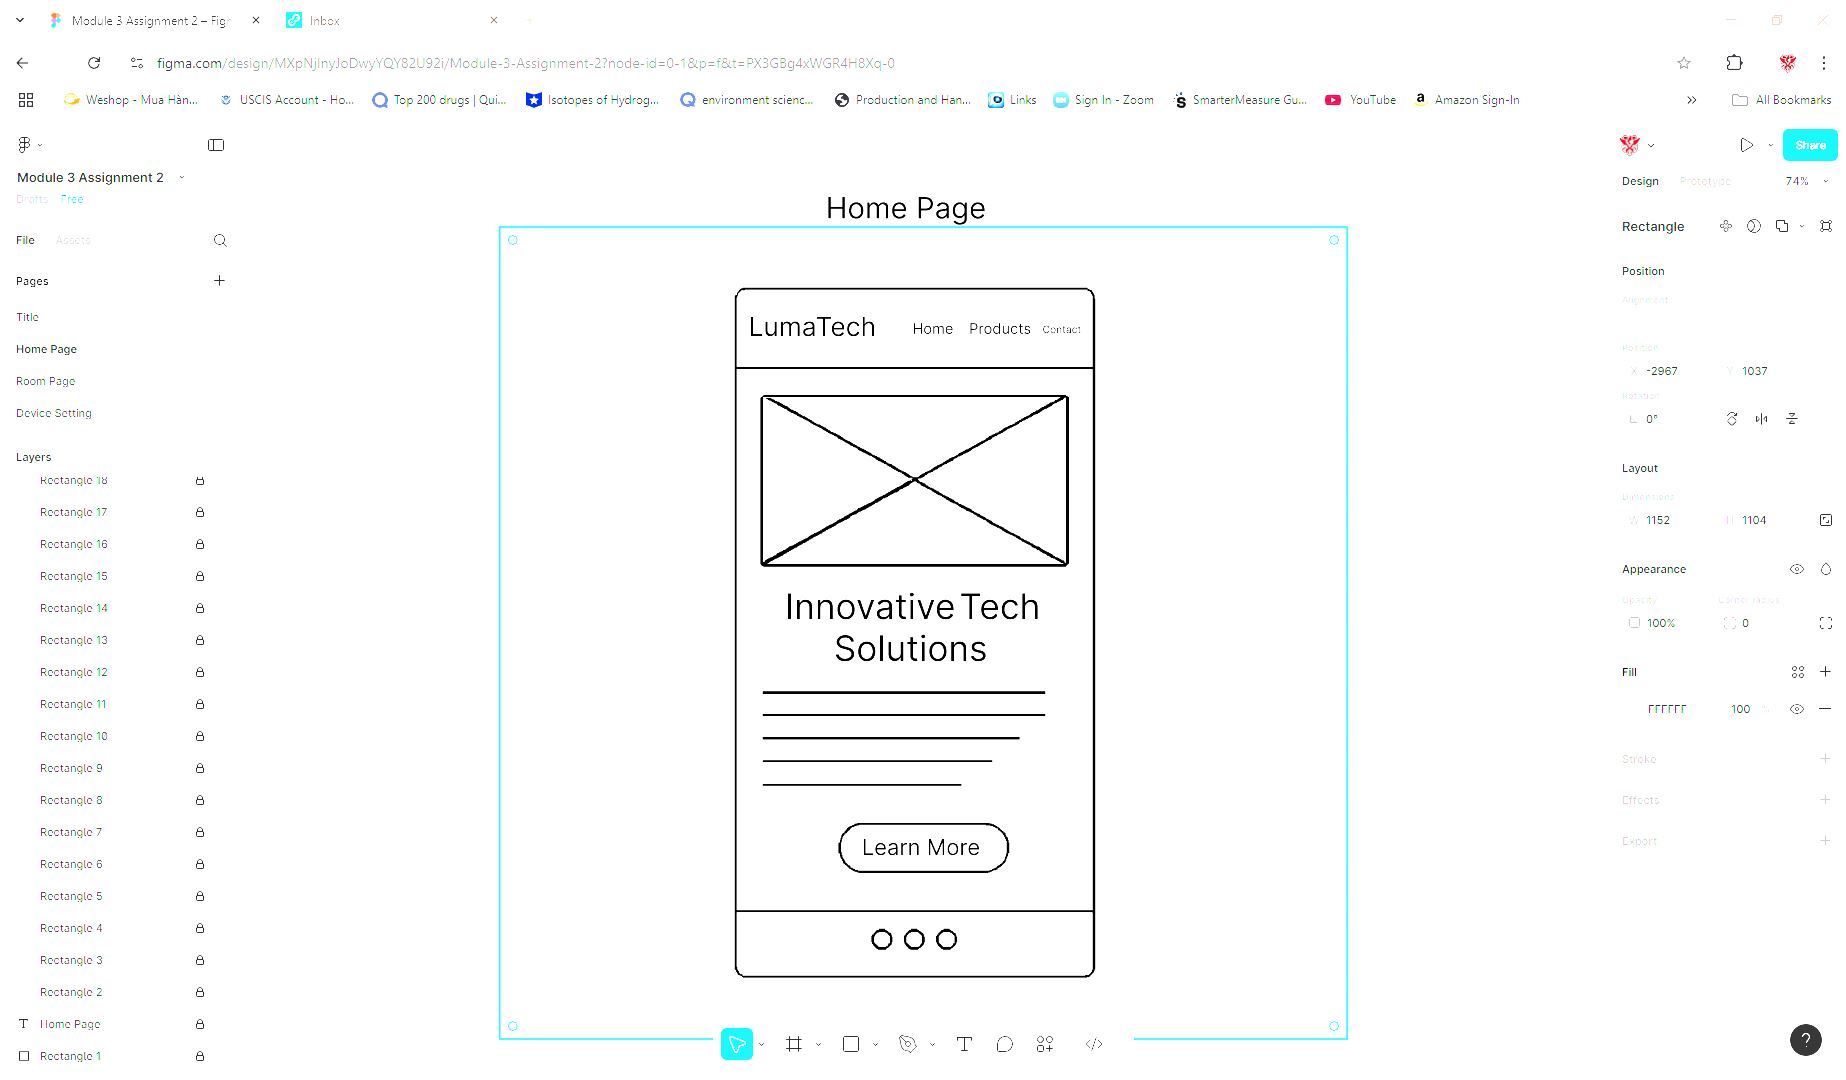 Module 3 Assignment 2 – Figr
Inbox
figma.com/design/MXpNjInyJoDwyYQY82U92i/Module-3-Assignment-2?node-id=0-1&p=f&t=PX3GBg4xWGR4H8Xq-0
Weshop - Mua Hàn...
USCIS Account - Ho...
Top 200 drugs | Qui...
Isotopes of Hydrog...
environment scienc...
Production and Han...
Links
Sign In - Zoom
SmarterMeasure Gu...
YouTube
Amazon Sign-In
All Bookmarks
Share
Module 3 Assignment 2
Drafts Free
Design Prototype 74%
File Assets
Pages
Title
Home Page
Room Page
Device Setting
Layers
Rectangle 18
Rectangle 17
Rectangle 16
Rectangle 15
Rectangle 14
Rectangle 13
Rectangle 12
Rectangle 11
Rectangle 10
Rectangle 9
Rectangle 8
Rectangle 7
Rectangle 6
Rectangle 5
Rectangle 4
Rectangle 3
Rectangle 2
Home Page
Rectangle 1
Home Page
LumaTech
Home Products Contact
Innovative Tech
Solutions
Learn More
Rectangle
Position
Alignment
Position
X -2967 Y 1037
Rotation
0°
Layout
Dimensions
W 1152 H 1104
Appearance
Opacity Corner radius
100% 0
Fill
FFFFFF 100 %
Stroke
Effects
Export
?